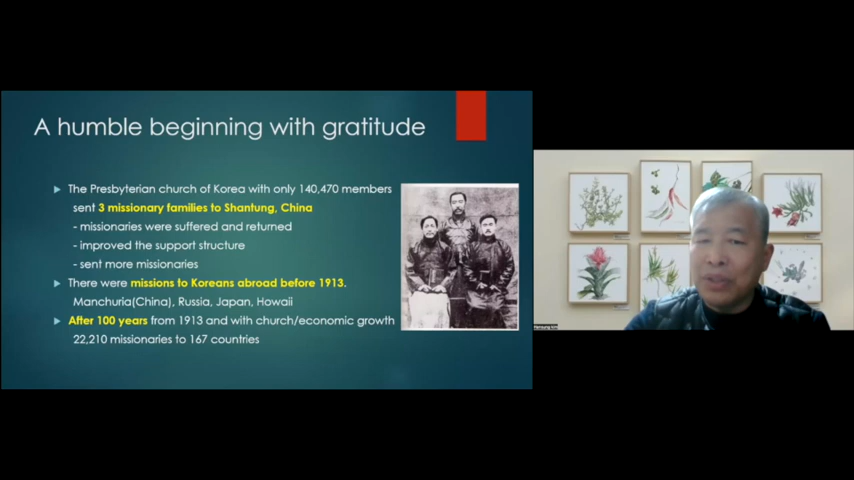 A humble beginning with gratitude
The Presbyterian church of Korea with only 140,470 members
sent 3 missionary families to Shantung, China
- missionaries were suffered and returned
- improved the support structure
- sent more missionaries
There were missions to Koreans abroad before 1913.
Manchuria(China), Russia, Japan, Howaii
After 100 years from 1913 and with church/economic growth
22,210 missionaries to 167 countries